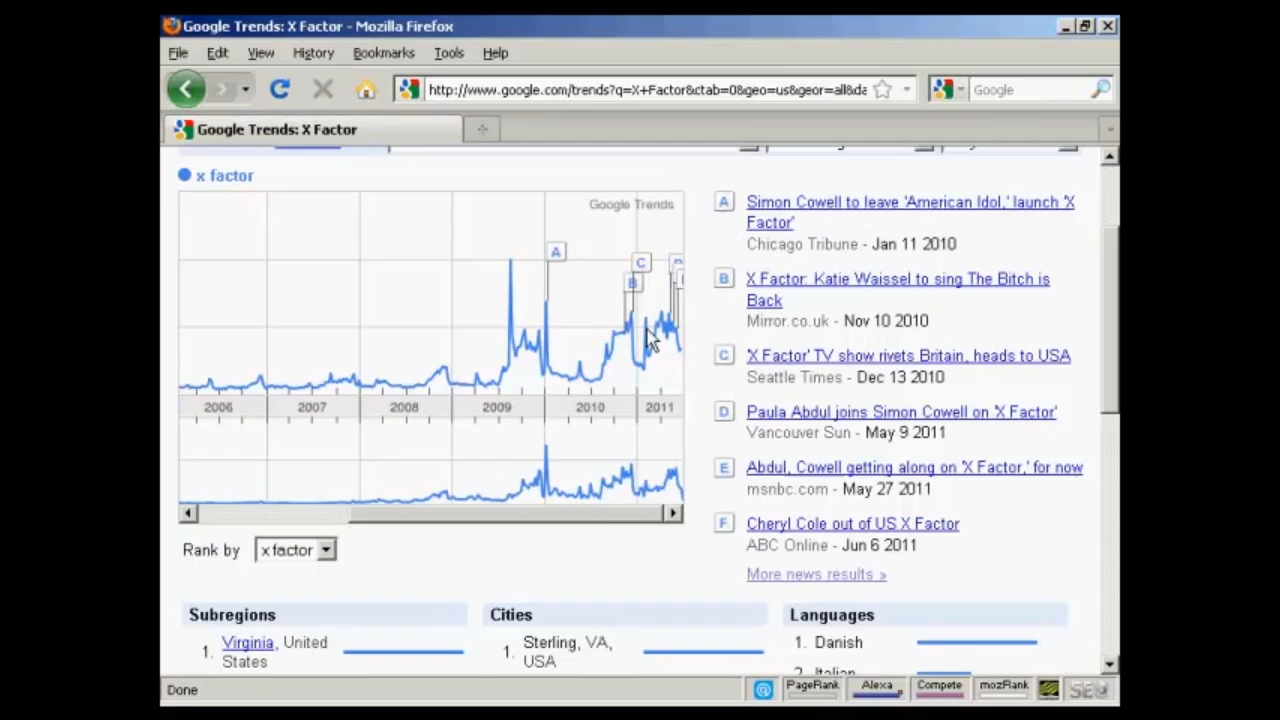 Google Trends: X Factor - Mozilla Firefox
File Edit View History Bookmarks Tools Help
http://www.google.com/trends?q=X+Factor&ctab=0&geo=us&geor=all&da
Google
Google Trends: X Factor
x factor
Google Trends
A
C
B
2006 2007 2008 2009 2010 2011
Rank by x factor
A Simon Cowell to leave 'American Idol,' launch 'X
Factor'
Chicago Tribune - Jan 11 2010
B X Factor: Katie Waissel to sing The Bitch is
Back
Mirror.co.uk - Nov 10 2010
C 'X Factor' TV show rivets Britain, heads to USA
Seattle Times - Dec 13 2010
D Paula Abdul joins Simon Cowell on 'X Factor'
Vancouver Sun - May 9 2011
E Abdul, Cowell getting along on 'X Factor,' for now
msnbc.com - May 27 2011
F Cheryl Cole out of US X Factor
ABC Online - Jun 6 2011
More news results »
Subregions
1. Virginia, United
States
Cities
1. Sterling, VA,
USA
Languages
1. Danish
2. Italian
Done
PageRank Alexa Compete mozRank SEO